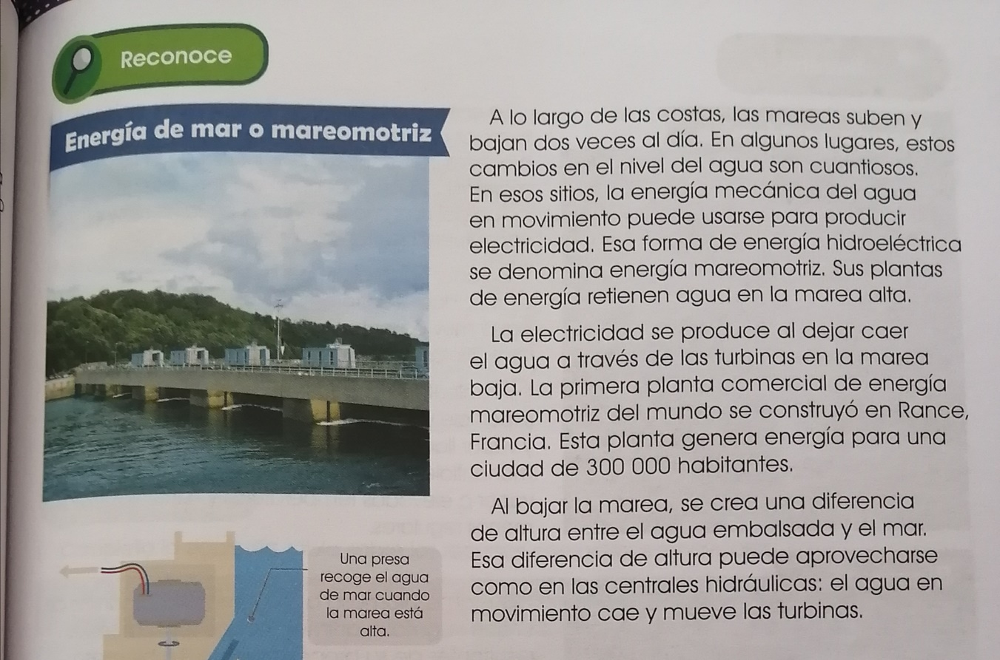 Reconoce
Energía de mar o mareomotriz
A lo largo de las costas, las mareas suben y
bajan dos veces al día. En algunos lugares, estos
cambios en el nivel del agua son cuantiosos.
En esos sitios, la energía mecánica del agua
en movimiento puede usarse para producir
electricidad. Esa forma de energía hidroeléctrica
se denomina energía mareomotriz. Sus plantas
de energía retienen agua en la marea alta.
La electricidad se produce al dejar caer
el agua a través de las turbinas en la marea
baja. La primera planta comercial de energía
mareomotriz del mundo se construyó en Rance,
Francia. Esta planta genera energía para una
ciudad de 300 000 habitantes.
Al bajar la marea, se crea una diferencia
de altura entre el agua embalsada y el mar.
Esa diferencia de altura puede aprovecharse
como en las centrales hidráulicas: el agua en
movimiento cae y mueve las turbinas.
Una presa
recoge el agua
de mar cuando
la marea está
alta.